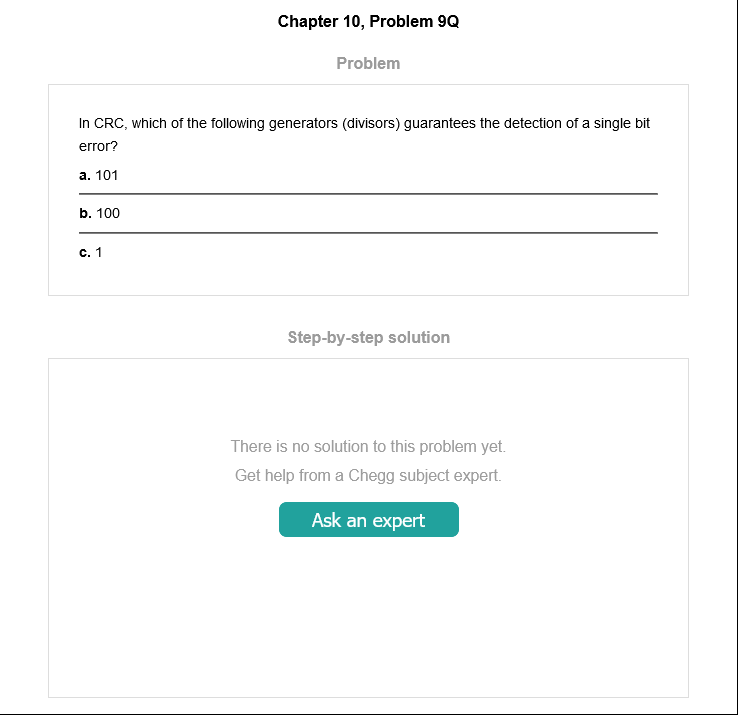 Chapter 10, Problem 9Q
Problem
In CRC, which of the following generators (divisors) guarantees the detection of a single bit
error?
a. 101
b. 100
c. 1
Step-by-step solution
There is no solution to this problem yet.
Get help from a Chegg subject expert.
Ask an expert